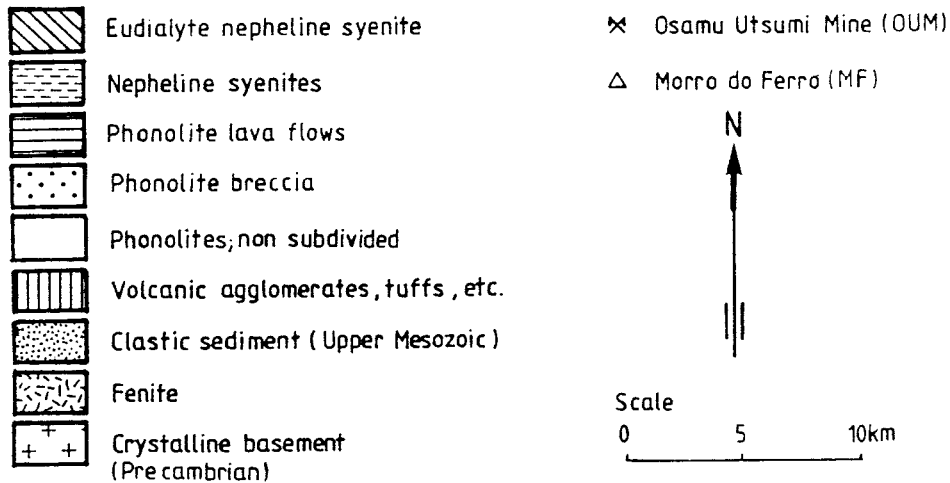 Eudialyte nepheline syenite
Nepheline syenites
Phonolite lava flows
Phonolite breccia
Phonolites; non subdivided
Volcanic agglomerates, tuffs, etc.
Clastic sediment (Upper Mesozoic)
Fenite
Crystalline basement
(Precambrian)
Osamu Utsumi Mine (OUM)
Morro do Ferro (MF)
N
Scale
0 5 10km